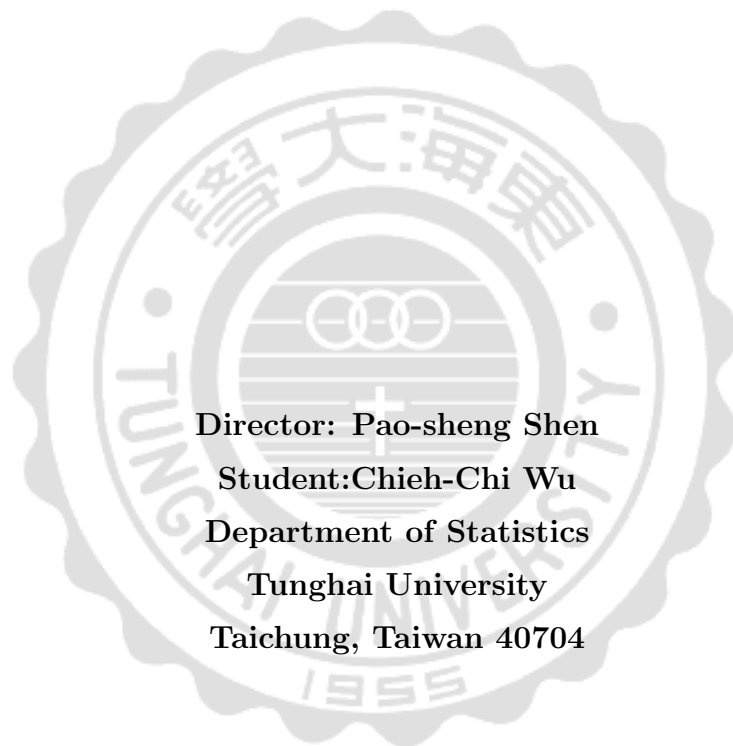 東海大學
TUNGHAI UNIVERSITY
1955
Director: Pao-sheng Shen
Student:Chieh-Chi Wu
Department of Statistics
Tunghai University
Taichung, Taiwan 40704